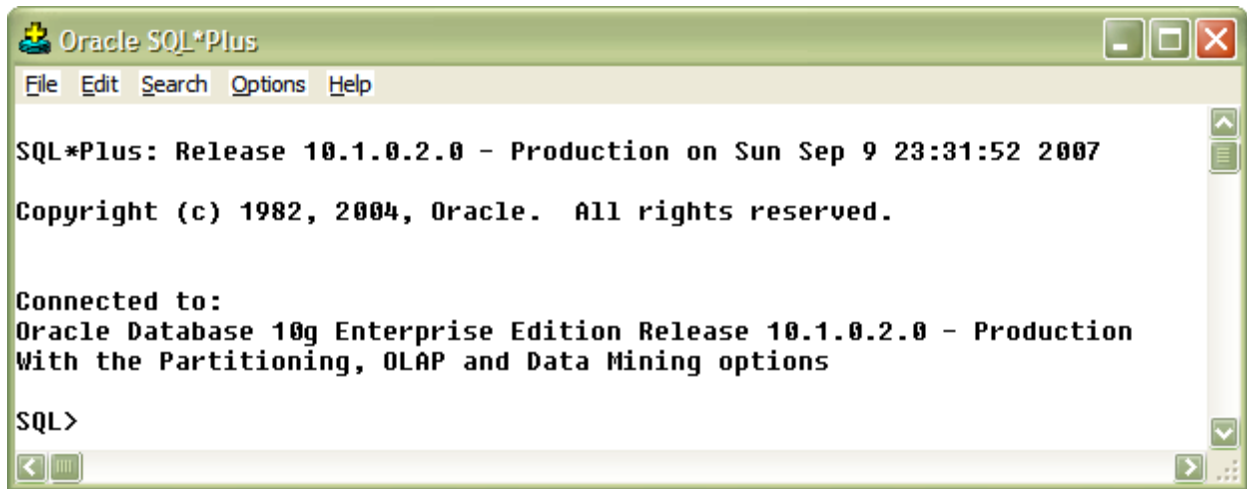 Oracle SQL*Plus
File Edit Search Options Help
SQL*Plus: Release 10.1.0.2.0 - Production on Sun Sep 9 23:31:52 2007
Copyright (c) 1982, 2004, Oracle.  All rights reserved.
Connected to:
Oracle Database 10g Enterprise Edition Release 10.1.0.2.0 - Production
With the Partitioning, OLAP and Data Mining options
SQL>